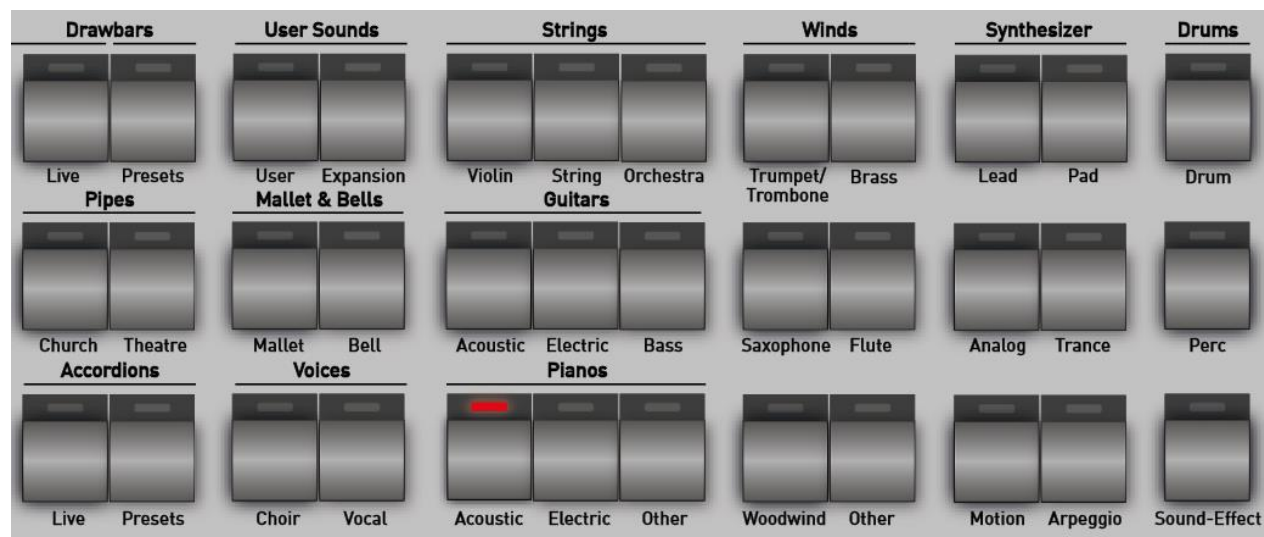 Drawbars User Sounds Strings Winds Synthesizer Drums
Live Presets User Expansion Violin String Orchestra Trumpet/ Brass Lead Pad Drum
Trombone
Pipes Mallet & Bells Guitars
Church Theatre Mallet Bell Acoustic Electric Bass Saxophone Flute Analog Trance Perc
Accordions Voices Pianos
Live Presets Choir Vocal Acoustic Electric Other Woodwind Other Motion Arpeggio Sound-Effect